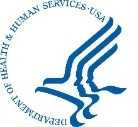 DEPARTMENT OF HEALTH & HUMAN SERVICES · USA